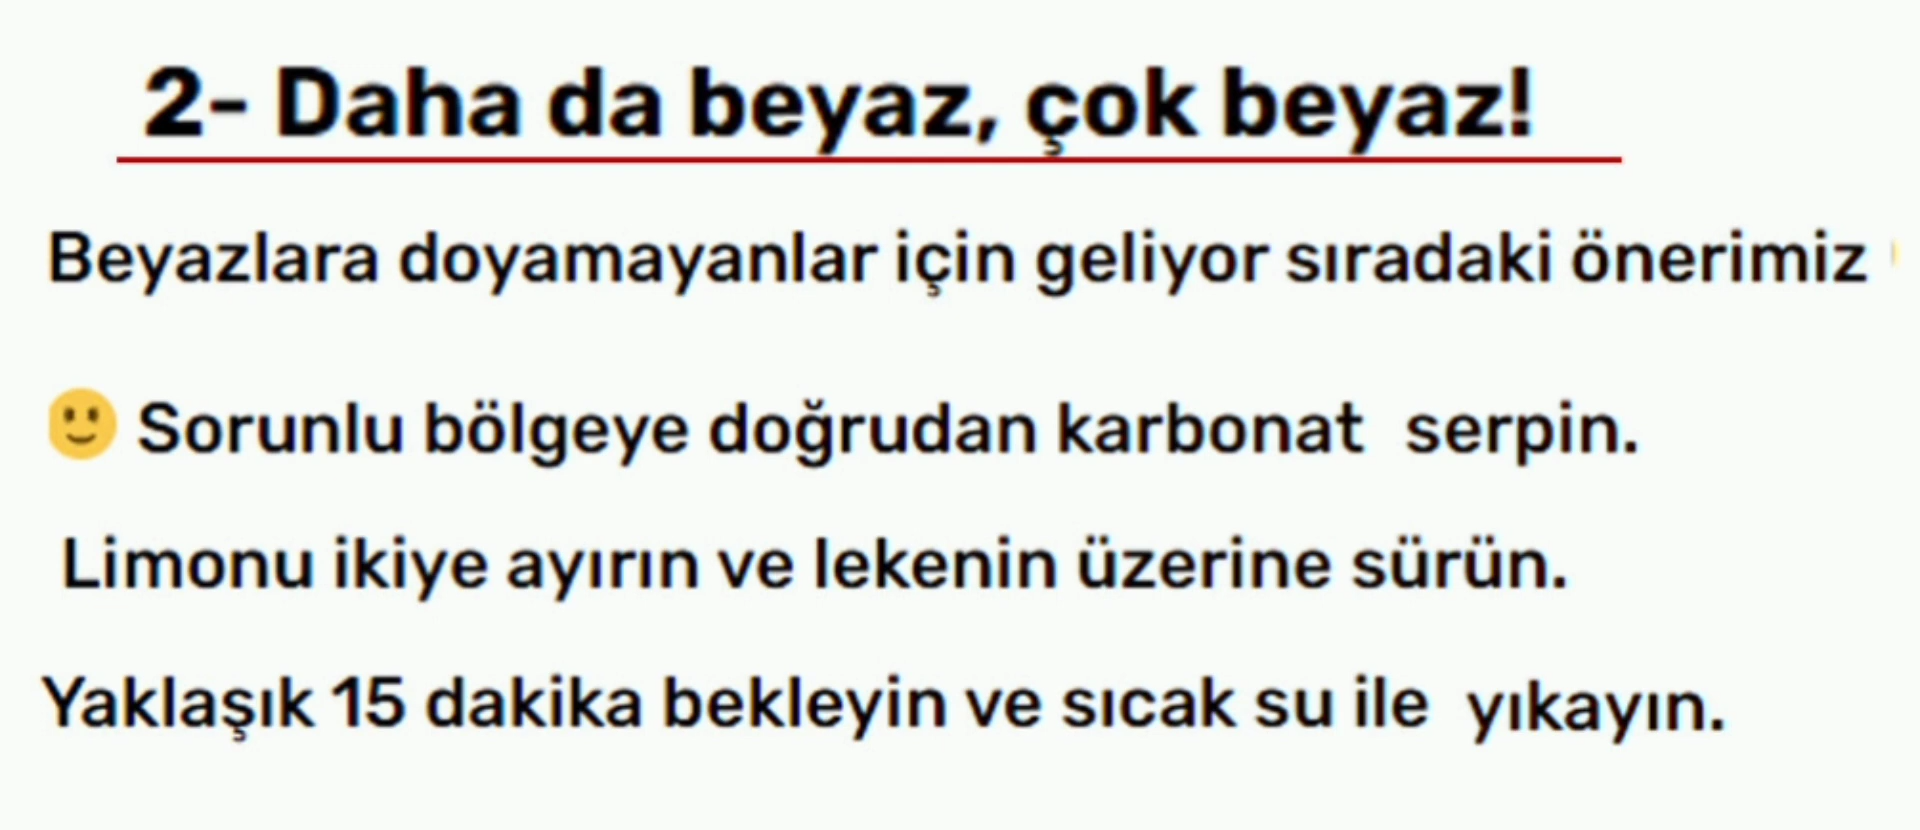 2- Daha da beyaz, çok beyaz!
Beyazlara doyamayanlar için geliyor sıradaki önerimiz
🙂 Sorunlu bölgeye doğrudan karbonat serpin.
Limonu ikiye ayırın ve lekenin üzerine sürün.
Yaklaşık 15 dakika bekleyin ve sıcak su ile yıkayın.